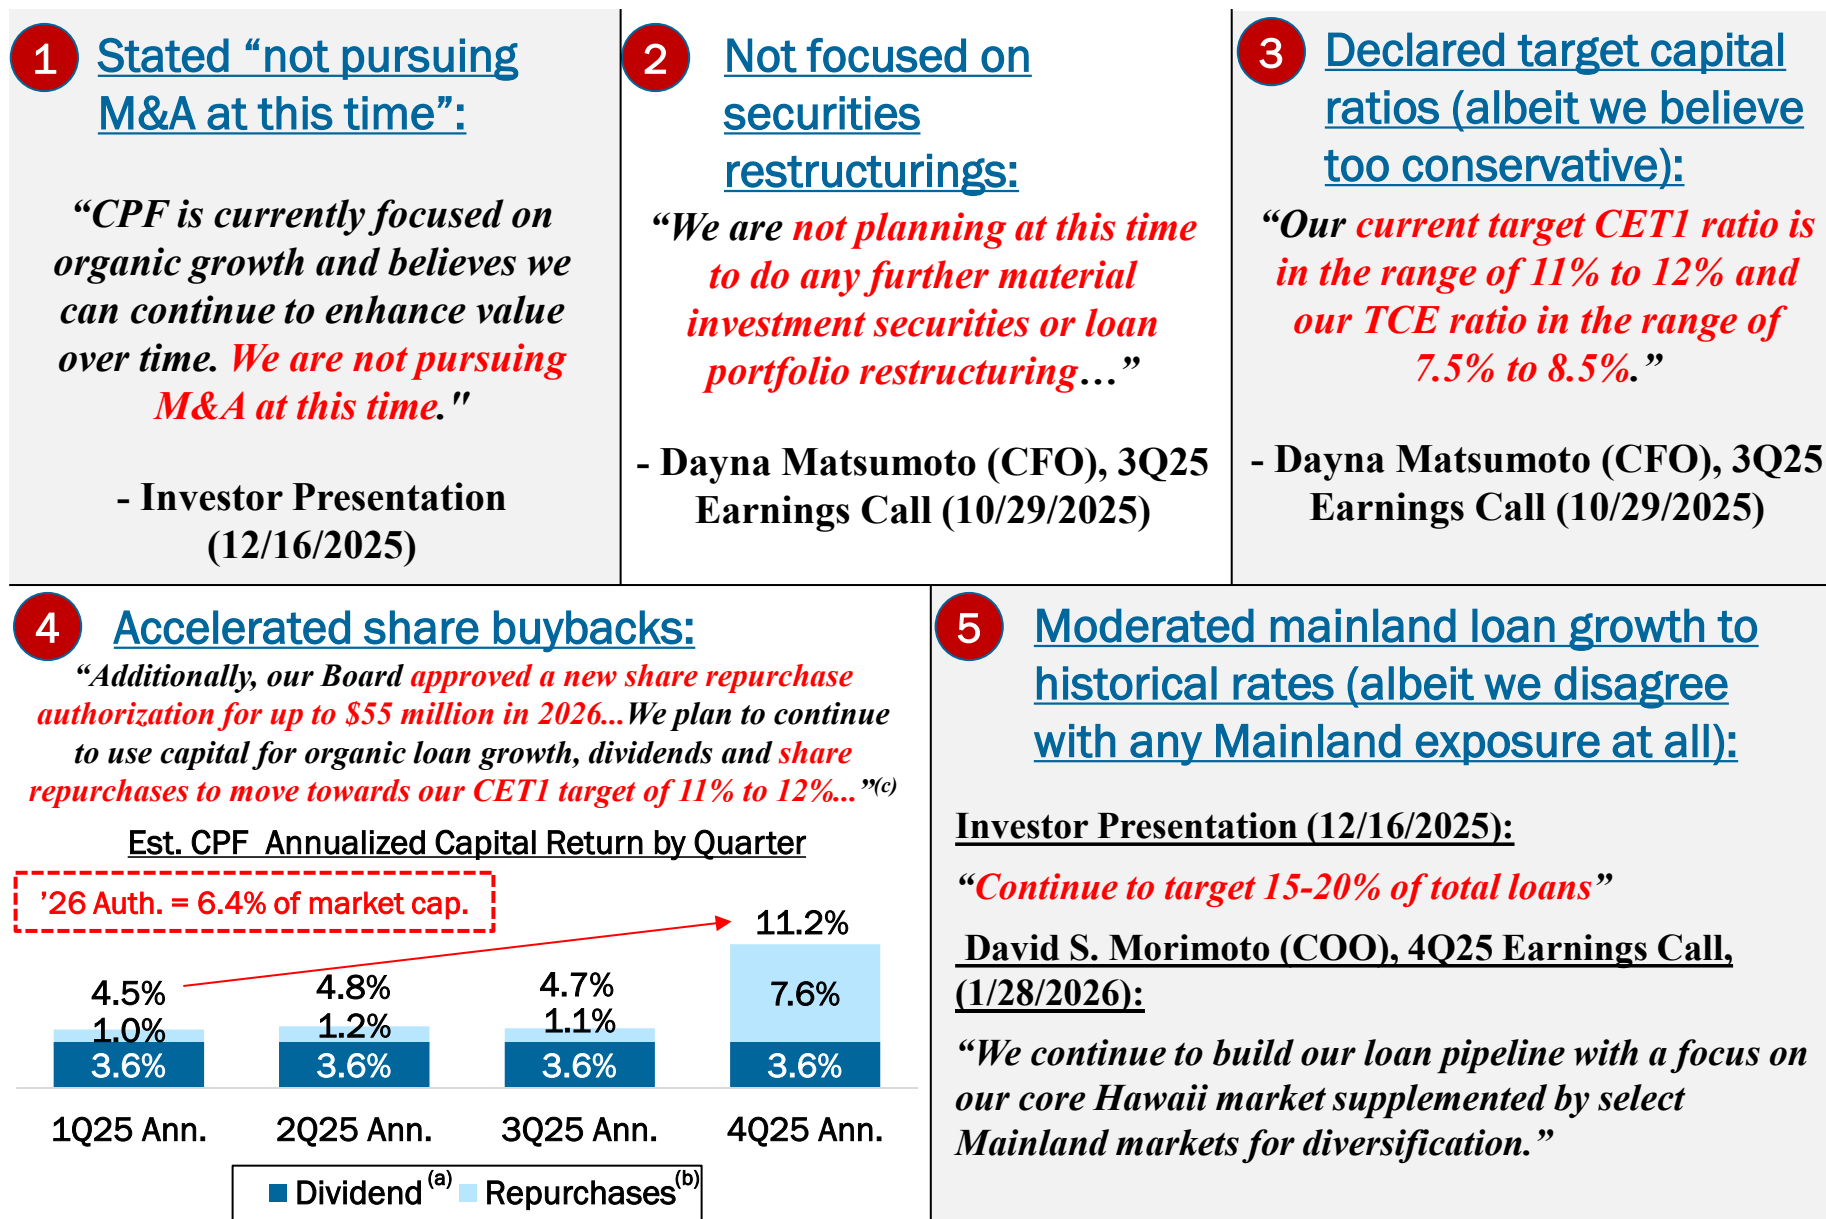 1
Stated “not pursuing
M&A at this time”:
“CPF is currently focused on
organic growth and believes we
can continue to enhance value
over time. We are not pursuing
M&A at this time."
- Investor Presentation
(12/16/2025)
2
Not focused on
securities
restructurings:
“We are not planning at this time
to do any further material
investment securities or loan
portfolio restructuring…”
- Dayna Matsumoto (CFO), 3Q25
Earnings Call (10/29/2025)
3
Declared target capital
ratios (albeit we believe
too conservative):
“Our current target CET1 ratio is
in the range of 11% to 12% and
our TCE ratio in the range of
7.5% to 8.5%.”
- Dayna Matsumoto (CFO), 3Q25
Earnings Call (10/29/2025)
4
Accelerated share buybacks:
“Additionally, our Board approved a new share repurchase
authorization for up to $55 million in 2026...We plan to continue
to use capital for organic loan growth, dividends and share
repurchases to move towards our CET1 target of 11% to 12%...”(c)
Est. CPF Annualized Capital Return by Quarter
’26 Auth. = 6.4% of market cap.
4.5% 4.8% 4.7% 11.2%
1.0% 1.2% 1.1% 7.6%
3.6% 3.6% 3.6% 3.6%
1Q25 Ann. 2Q25 Ann. 3Q25 Ann. 4Q25 Ann.
Dividend (a) Repurchases(b)
5
Moderated mainland loan growth to
historical rates (albeit we disagree
with any Mainland exposure at all):
Investor Presentation (12/16/2025):
“Continue to target 15-20% of total loans”
David S. Morimoto (COO), 4Q25 Earnings Call,
(1/28/2026):
“We continue to build our loan pipeline with a focus on
our core Hawaii market supplemented by select
Mainland markets for diversification.”